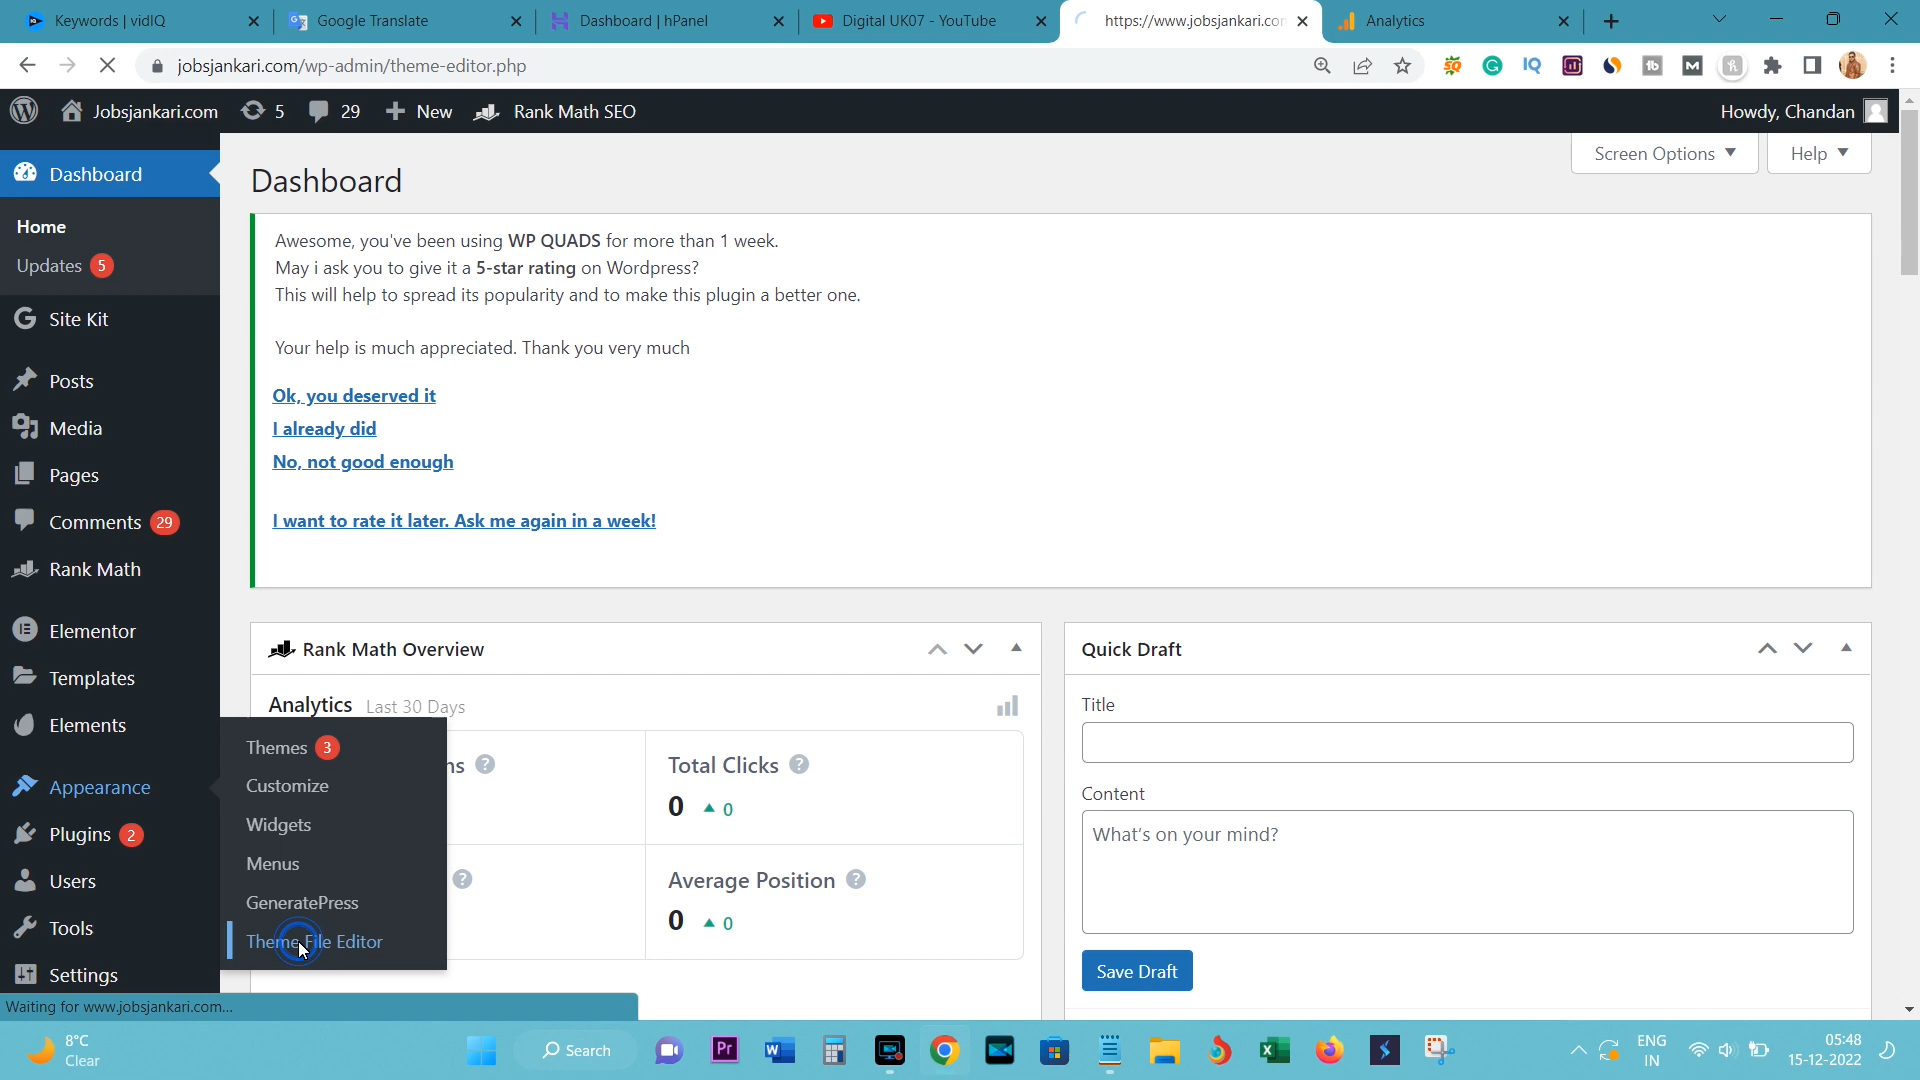 Keywords | vidIQ
Google Translate
Dashboard | hPanel
Digital UK07 - YouTube
https://www.jobsjankari.com
Analytics
jobsjankari.com/wp-admin/theme-editor.php
Jobsjankari.com
5
29
New
Rank Math SEO
Howdy, Chandan
Dashboard
Home
Updates 5
Site Kit
Posts
Media
Pages
Comments 29
Rank Math
Elementor
Templates
Elements
Appearance
Plugins 2
Users
Tools
Settings
Themes 3
Customize
Widgets
Menus
GeneratePress
Theme File Editor
Screen Options
Help
Dashboard
Awesome, you've been using WP QUADS for more than 1 week.
May i ask you to give it a 5-star rating on Wordpress?
This will help to spread its popularity and to make this plugin a better one.
Your help is much appreciated. Thank you very much
Ok, you deserved it
I already did
No, not good enough
I want to rate it later. Ask me again in a week!
Rank Math Overview
Analytics Last 30 Days
Total Clicks
0 0
Average Position
0 0
Quick Draft
Title
Content
What's on your mind?
Save Draft
Waiting for www.jobsjankari.com...
8°C
Clear
Search
ENG
IN
05:48
15-12-2022